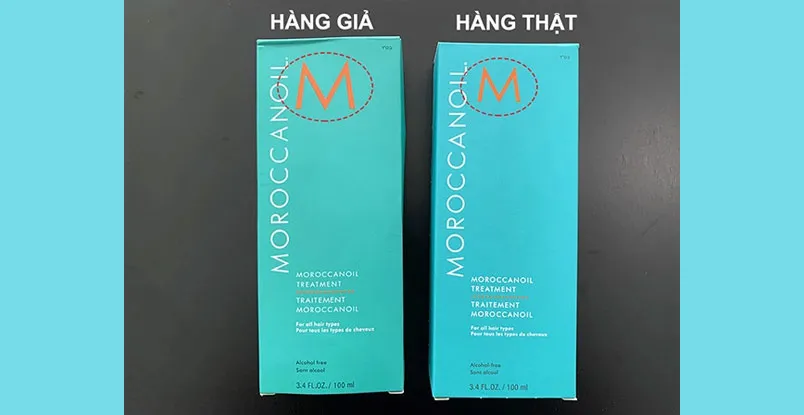 HÀNG GIẢ
M
MOROCCANOIL.
MOROCCANOIL
TREATMENT
TRAITEMENT
MOROCCANOIL
For all hair types
Pour tous les types de cheveux
Alcohol free
Sans alcool
3.4 FL.OZ. / 100 ml
HÀNG THẬT
M
MOROCCANOIL.
MOROCCANOIL
TREATMENT
TRAITEMENT
MOROCCANOIL
For all hair types
Pour tous les types de cheveux
Alcohol free
Sans alcool
3.4 FL.OZ. / 100 ml